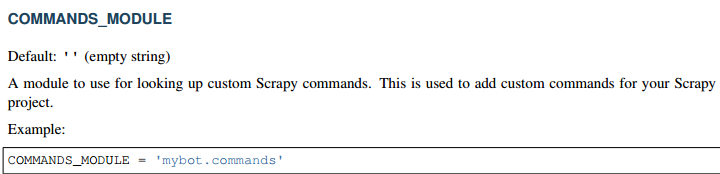 COMMANDS_MODULE
Default: '' (empty string)
A module to use for looking up custom Scrapy commands. This is used to add custom commands for your Scrapy
project.
Example:
COMMANDS_MODULE = 'mybot.commands'